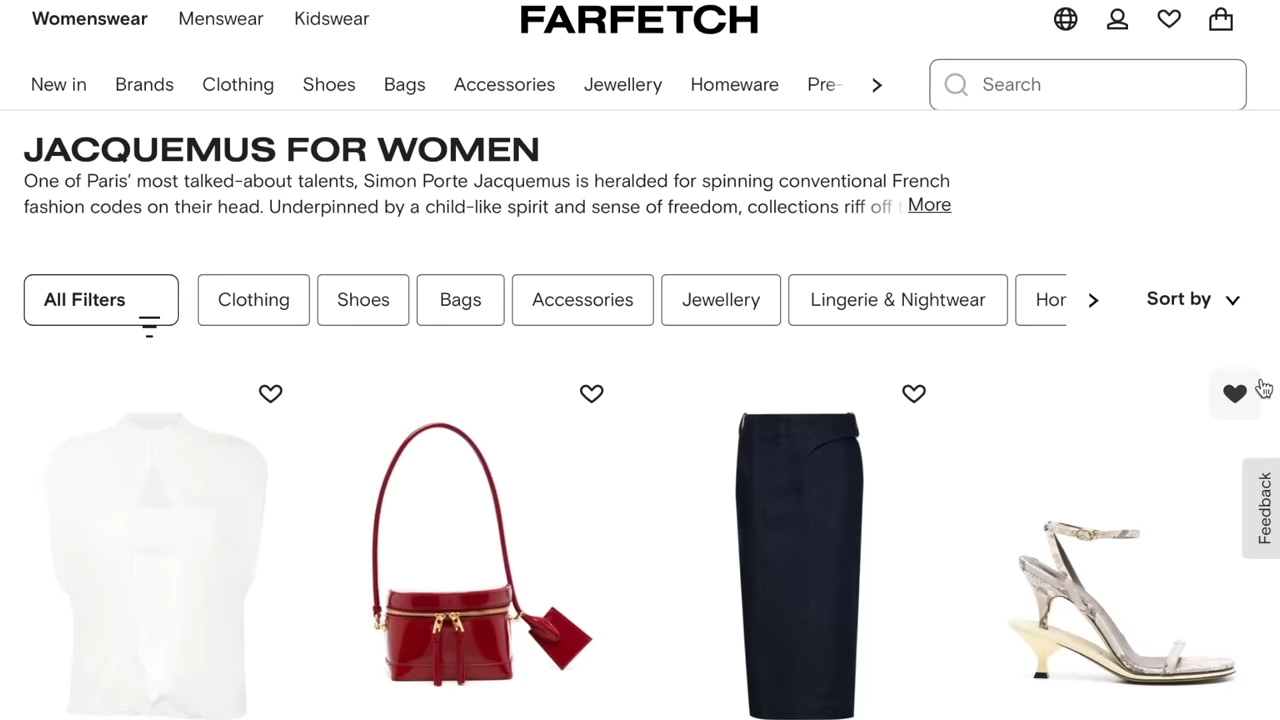 Womenswear Menswear Kidswear FARFETCH
New in Brands Clothing Shoes Bags Accessories Jewellery Homeware Pre- Search
JACQUEMUS FOR WOMEN
One of Paris' most talked-about talents, Simon Porte Jacquemus is heralded for spinning conventional French
fashion codes on their head. Underpinned by a child-like spirit and sense of freedom, collections riff off More
All Filters Clothing Shoes Bags Accessories Jewellery Lingerie & Nightwear Hor Sort by
Feedback